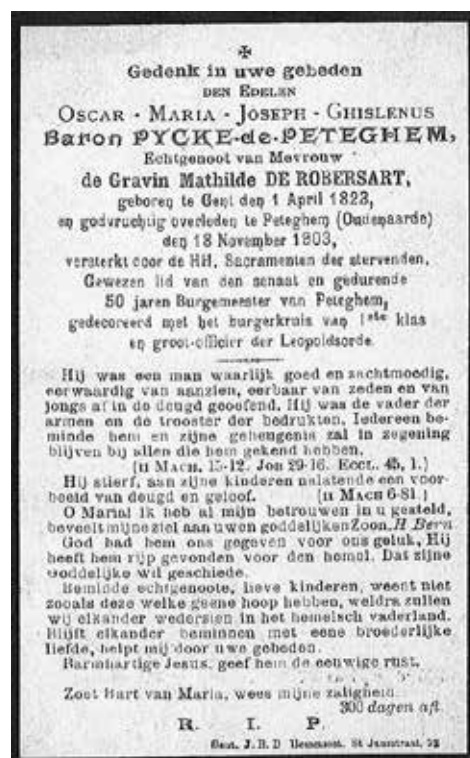 Gedenk in uwe gebeden
DEN EDELEN
OSCAR - MARIA - JOSEPH - GHISLENUS
Baron PYCKE-de-PETEGHEM,
Echtgenoot van Mevrouw
de Gravin Mathilde DE ROBERSART,
geboren te Gent den 1 April 1823,
en godvruchtig overleden te Peteghem (Oudenaarde)
den 18 November 1903,
versterkt door de HH. Sacramenten der stervenden.
Gewezen lid van den senaat en gedurende
50 jaren Burgemeester van Peteghem,
gedecoreerd met het burgerkruis van 1ste klas
en groot-officier der Leopoldsorde.
Hij was een man waarlijk goed en zachtmoedig,
eerwaardig van aanzien, eerbaar van zeden en van
jongs af in de deugd geoefend. Hij was de vader der
armen en de trooster der bedrukten. Iedereen be-
minde hem en zijne geheugenis zal in zegening
blijven bij allen die hem gekend hebben.
(II MACH. 15-12. JOB 29-16. ECCL. 45, 1.)
Hij stierf, aan zijne kinderen nalatende een voor-
beeld van deugd en geloof. (II MACH 6-31.)
O Maria! ik heb al mijn betrouwen in u gesteld,
beveelt mijne ziel aan uwen goddelijken Zoon. H Bern
God had hem ons gegeven voor ons geluk, Hij
heeft hem rijp gevonden voor den hemel. Dat zijne
goddelijke wil geschiede.
Beminde echtgenoote, lieve kinderen, weent niet
zooals deze welke geene hoop hebben, weldra zullen
wij elkander wederzien in het hemelsch vaderland.
Blijft elkander beminnen met eene broederlijke
liefde, helpt mij door uwe gebeden.
Barmhartige Jesus, geef hem de eeuwige rust.
Zoet Hart van Maria, wees mijne zaligheid.
300 dagen afl.
R. I. P.
Gent, J. B. D St Jansstraat,